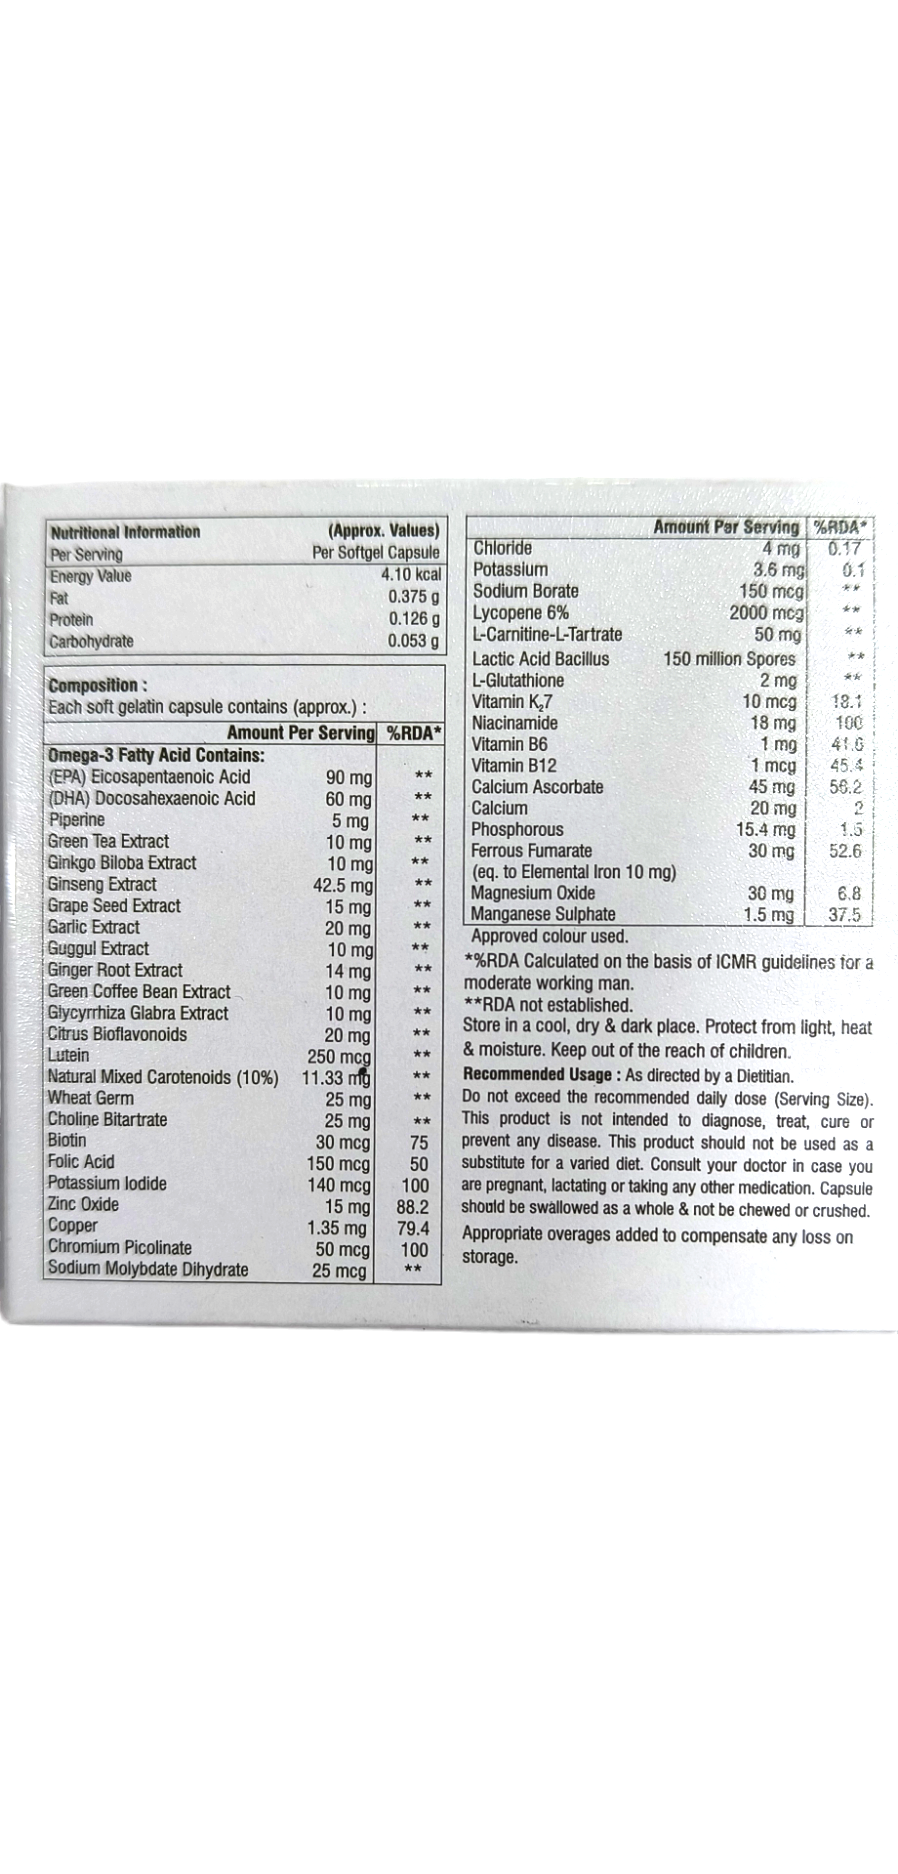 Nutritional Information (Approx. Values)
Per Serving Per Softgel Capsule
Energy Value 4.10 kcal
Fat 0.375 g
Protein 0.126 g
Carbohydrate 0.053 g
Composition :
Each soft gelatin capsule contains (approx.) :
Amount Per Serving %RDA*
Omega-3 Fatty Acid Contains:
(EPA) Eicosapentaenoic Acid 90 mg **
(DHA) Docosahexaenoic Acid 60 mg **
Piperine 5 mg **
Green Tea Extract 10 mg **
Ginkgo Biloba Extract 10 mg **
Ginseng Extract 42.5 mg **
Grape Seed Extract 15 mg **
Garlic Extract 20 mg **
Guggul Extract 10 mg **
Ginger Root Extract 14 mg **
Green Coffee Bean Extract 10 mg **
Glycyrrhiza Glabra Extract 10 mg **
Citrus Bioflavonoids 20 mg **
Lutein 250 mcg **
Natural Mixed Carotenoids (10%) 11.33 mg **
Wheat Germ 25 mg **
Choline Bitartrate 25 mg **
Biotin 30 mcg 75
Folic Acid 150 mcg 50
Potassium Iodide 140 mcg 100
Zinc Oxide 15 mg 88.2
Copper 1.35 mg 79.4
Chromium Picolinate 50 mcg 100
Sodium Molybdate Dihydrate 25 mcg **
Amount Per Serving %RDA*
Chloride 4 mg 0.17
Potassium 3.6 mg 0.1
Sodium Borate 150 mcg **
Lycopene 6% 2000 mcg **
L-Carnitine-L-Tartrate 50 mg **
Lactic Acid Bacillus 150 million Spores **
L-Glutathione 2 mg **
Vitamin K₂7 10 mcg 18.1
Niacinamide 18 mg 100
Vitamin B6 1 mg 41.6
Vitamin B12 1 mcg 45.4
Calcium Ascorbate 45 mg 56.2
Calcium 20 mg 2
Phosphorous 15.4 mg 1.5
Ferrous Fumarate 30 mg 52.6
(eq. to Elemental Iron 10 mg)
Magnesium Oxide 30 mg 6.8
Manganese Sulphate 1.5 mg 37.5
Approved colour used.
*%RDA Calculated on the basis of ICMR guidelines for a
moderate working man.
**RDA not established.
Store in a cool, dry & dark place. Protect from light, heat
& moisture. Keep out of the reach of children.
Recommended Usage : As directed by a Dietitian.
Do not exceed the recommended daily dose (Serving Size).
This product is not intended to diagnose, treat, cure or
prevent any disease. This product should not be used as a
substitute for a varied diet. Consult your doctor in case you
are pregnant, lactating or taking any other medication. Capsule
should be swallowed as a whole & not be chewed or crushed.
Appropriate overages added to compensate any loss on
storage.